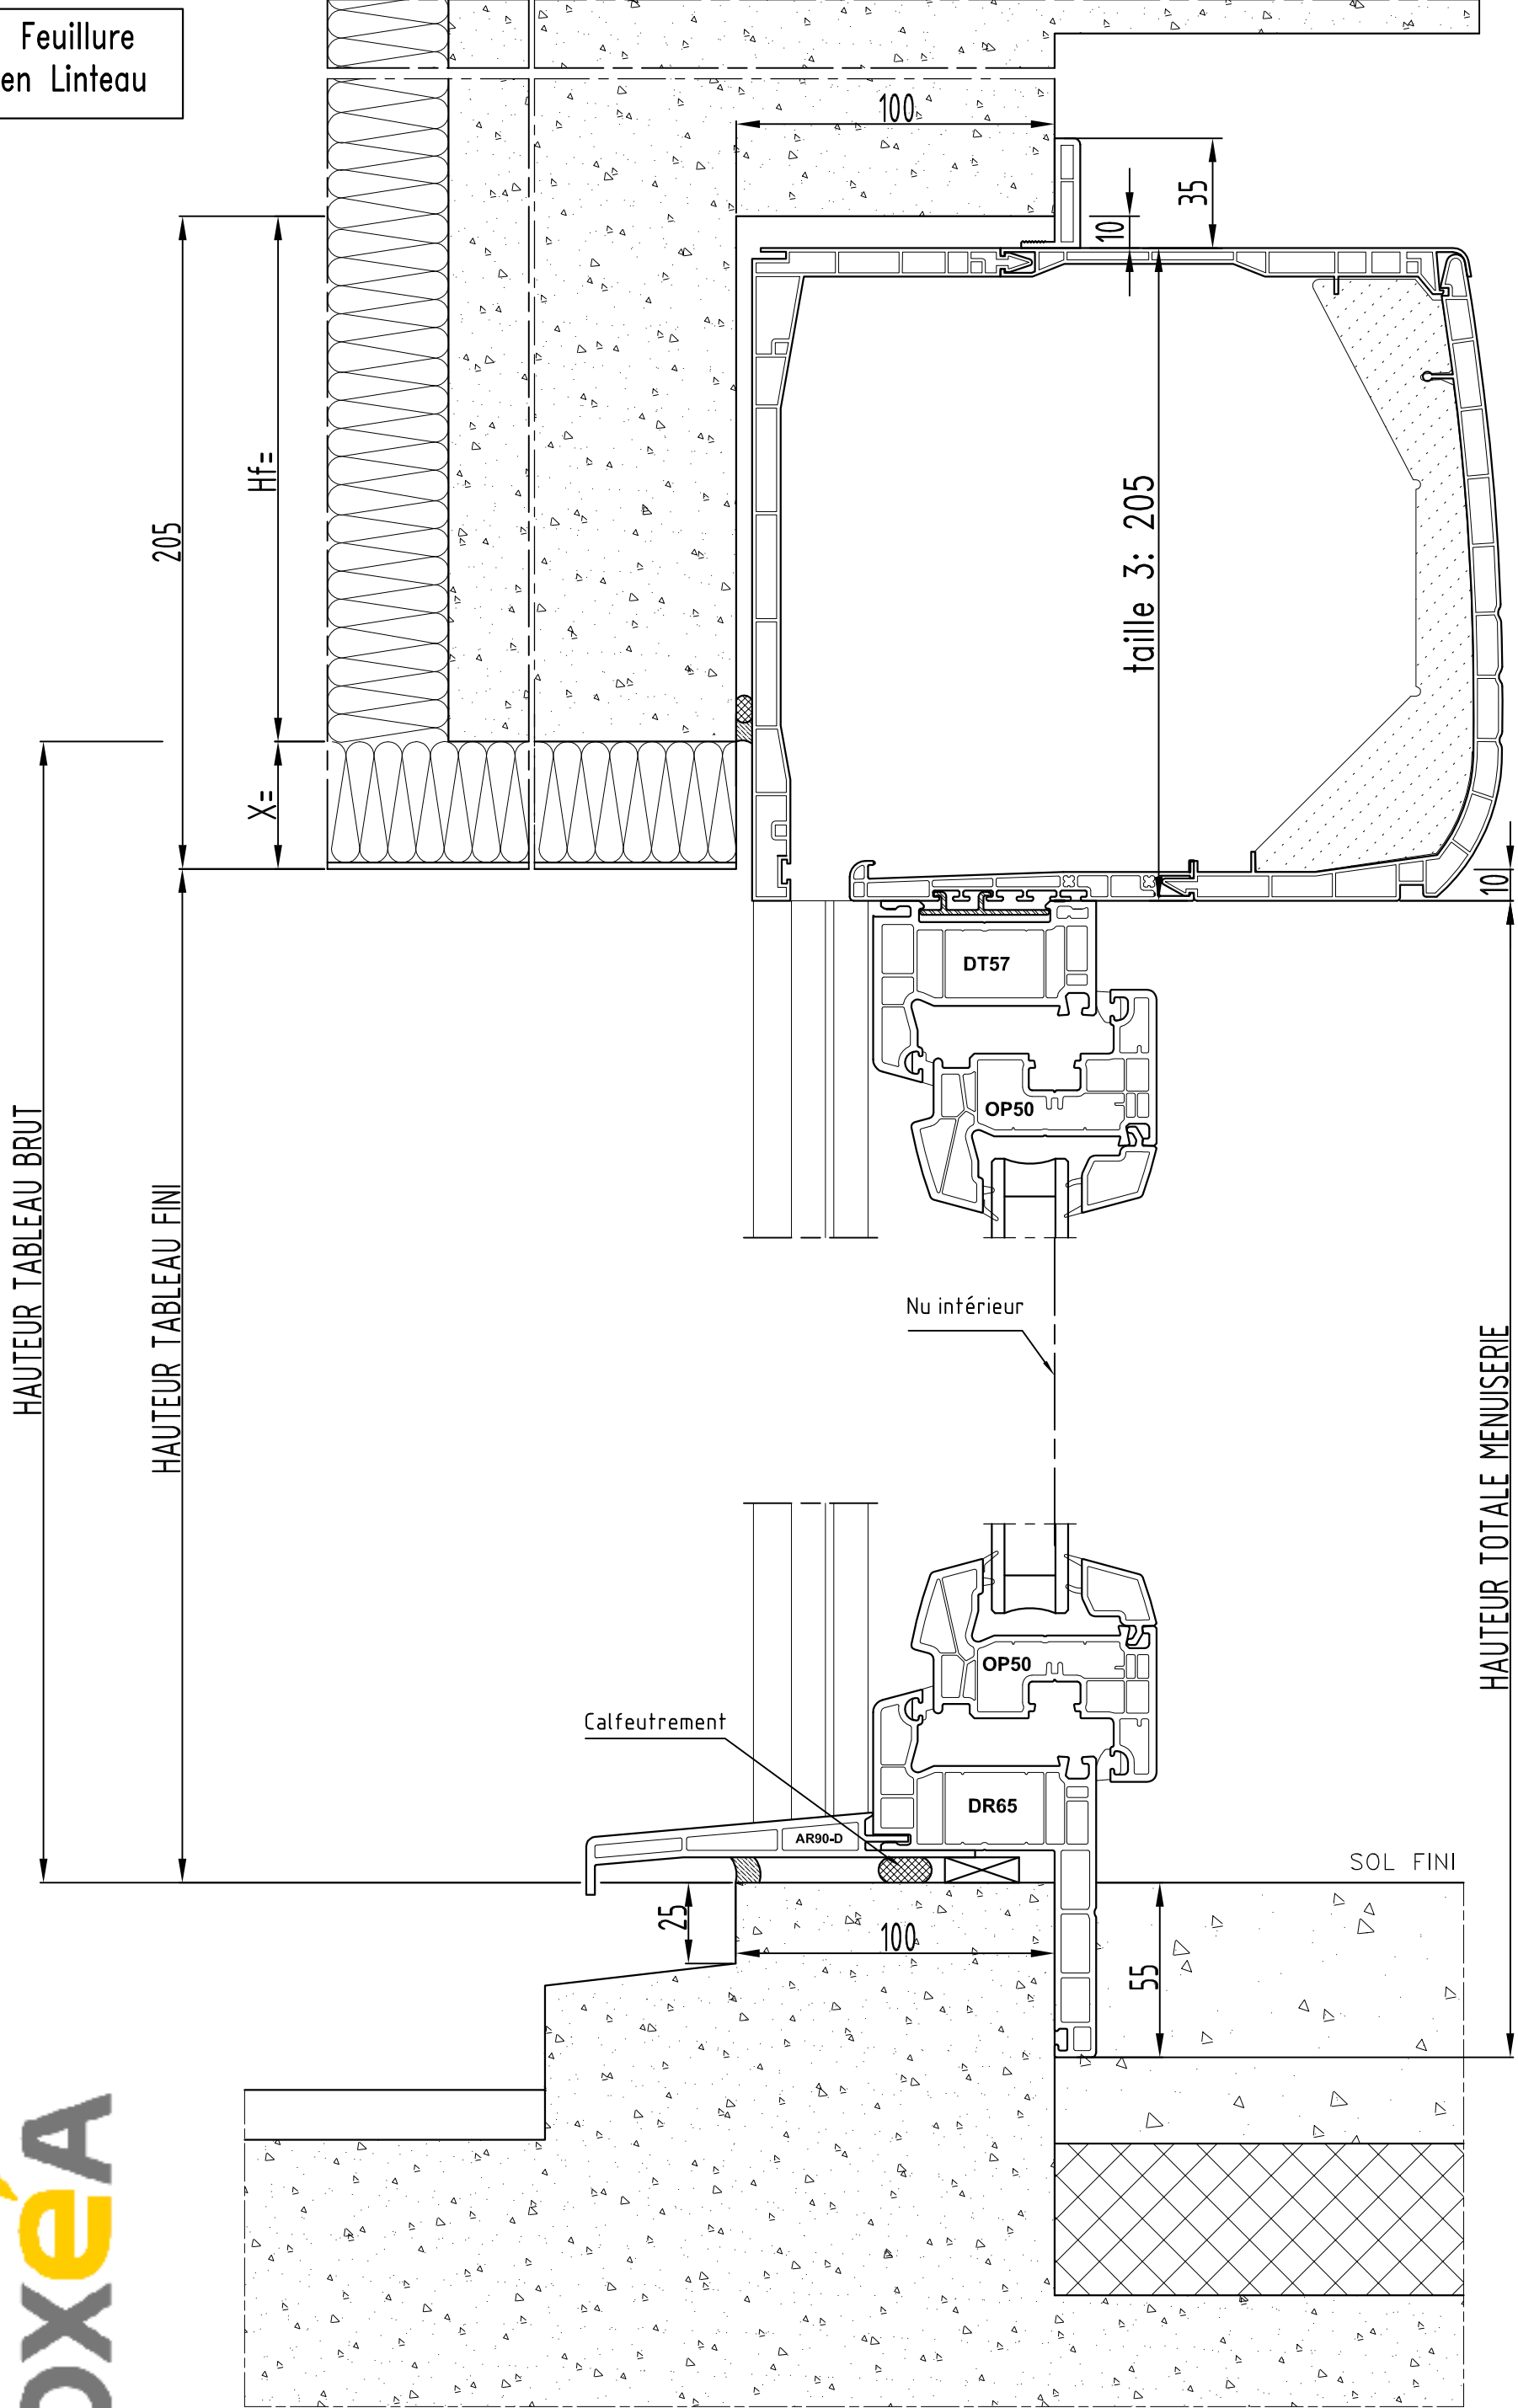 Feuillure
en Linteau
100
35
10
Hf=
205
taille 3: 205
X=
10
DT57
OP50
HAUTEUR TABLEAU BRUT
HAUTEUR TABLEAU FINI
Nu intérieur
HAUTEUR TOTALE MENUISERIE
OP50
Calfeutrement
DR65
AR90-D
SOL FINI
25
100
55
oxéA